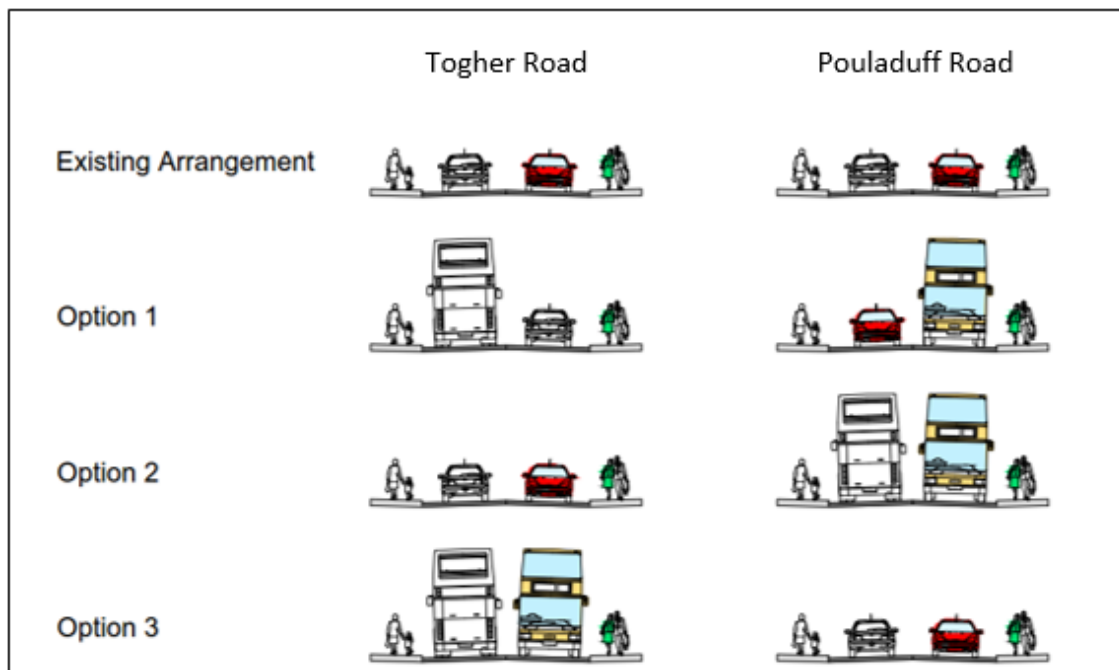 Togher Road Pouladuff Road
Existing Arrangement
Option 1
Option 2
Option 3